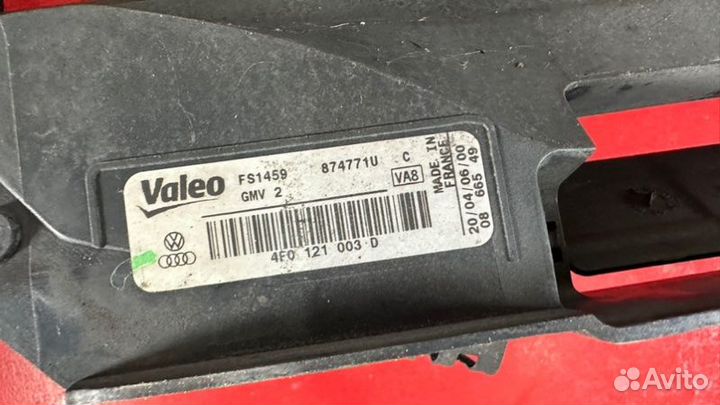 Valeo
FS1459 874771U C
GMV 2 VA8
4F0 121 003 D
MADE IN
FRANCE
20/04/06/00
08 665 49
Avito